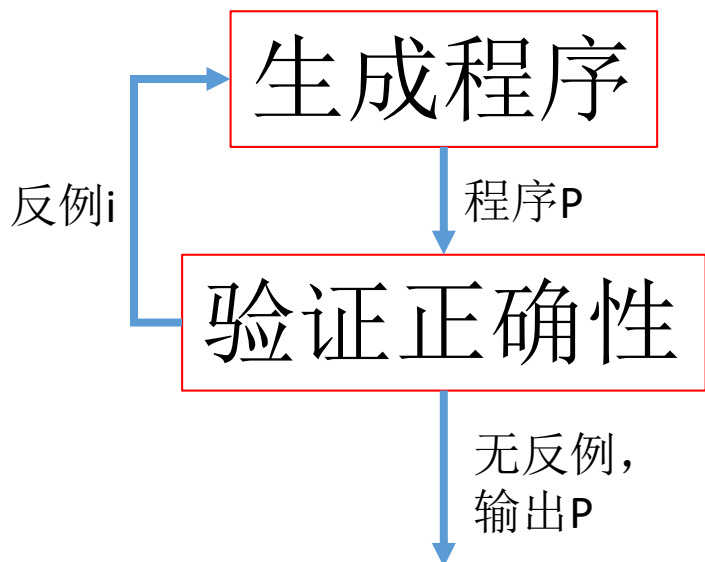 生成程序
反例i
程序P
验证正确性
无反例，
输出P